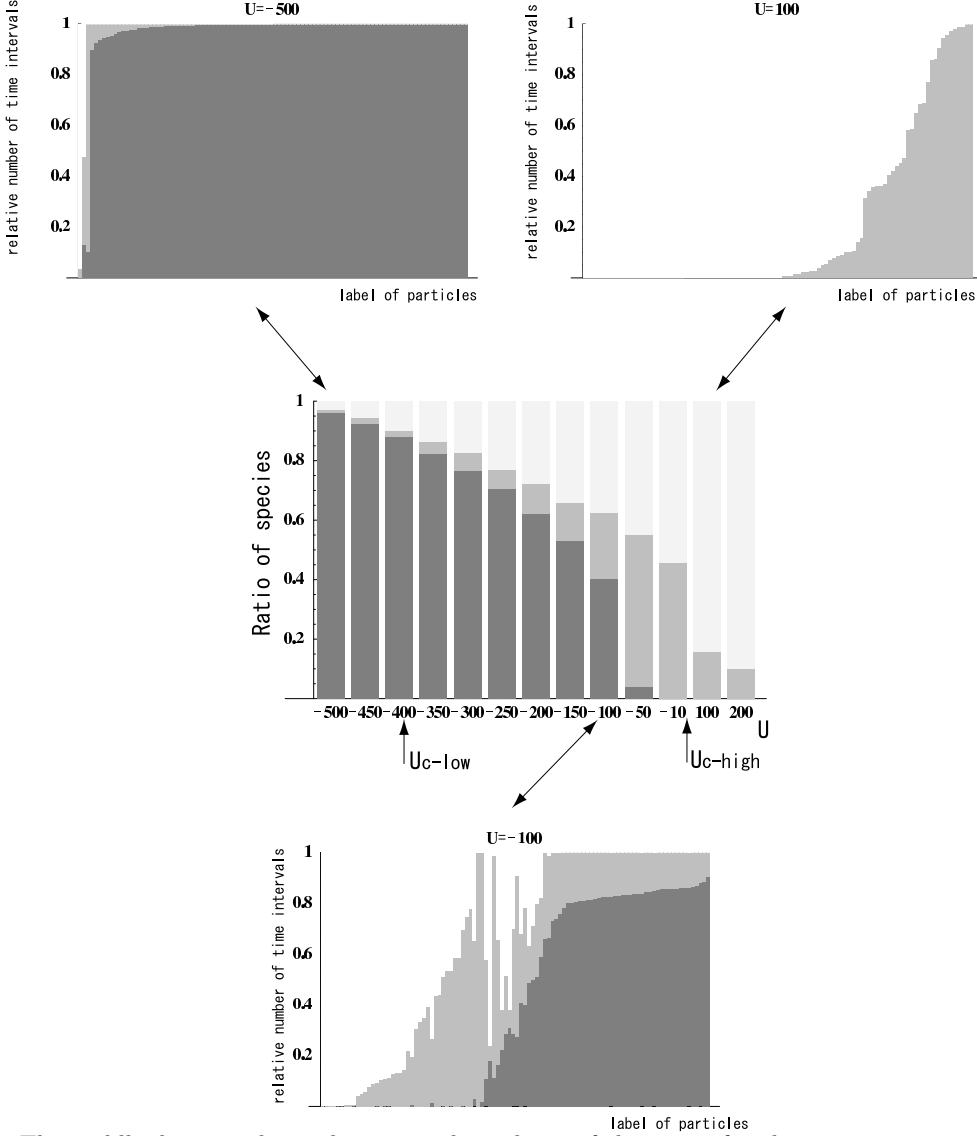 U=-500
relative number of time intervals
1
0.8
0.6
0.4
0.2
label of particles
U=100
relative number of time intervals
1
0.8
0.6
0.4
0.2
label of particles
Ratio of species
1
0.8
0.6
0.4
0.2
-500 -450 -400 -350 -300 -250 -200 -150 -100 -50 -10 100 200
U
Uc-low
Uc-high
U=-100
relative number of time intervals
1
0.8
0.6
0.4
0.2
label of particles